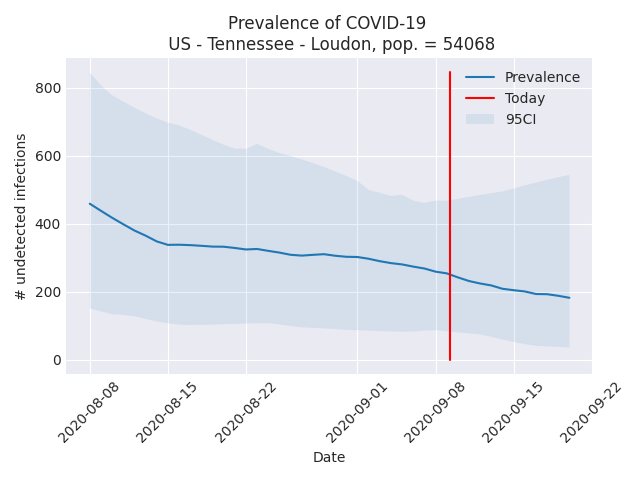 Prevalence of COVID-19
US - Tennessee - Loudon, pop. = 54068
Prevalence
Today
95CI
# undetected infections
800
600
400
200
0
2020-08-08
2020-08-15
2020-08-22
2020-09-01
2020-09-08
2020-09-15
2020-09-22
Date